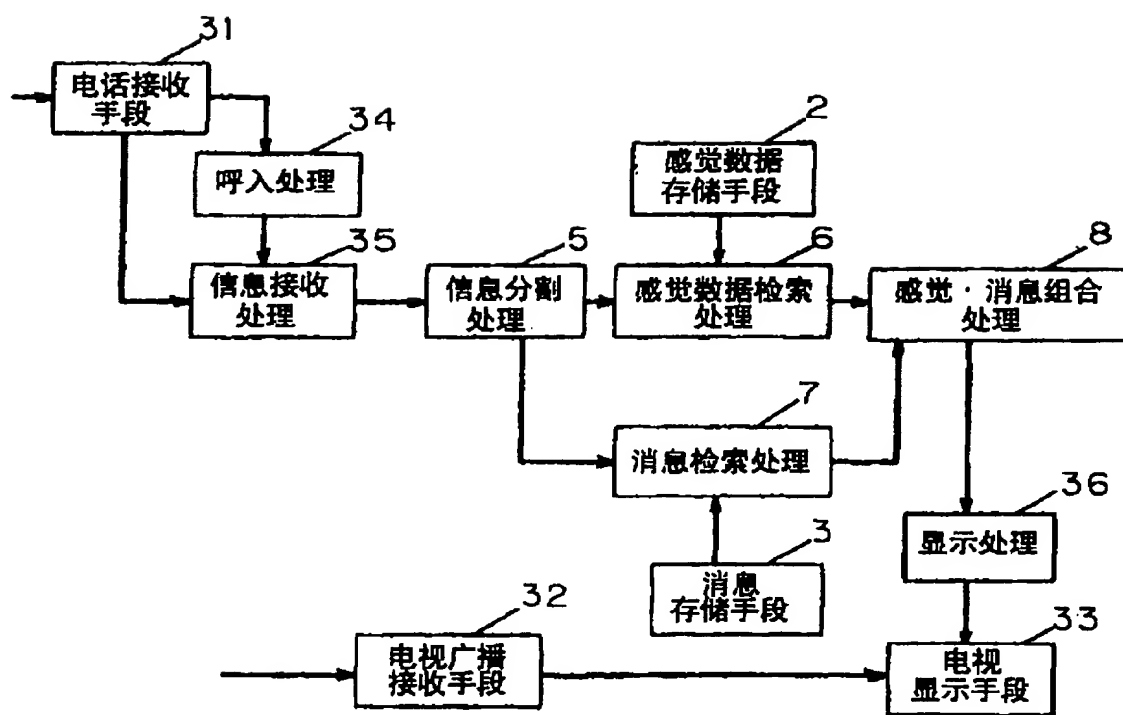 31
电话接收
手段
34
呼入处理
2
感觉数据
存储手段
35
信息接收
处理
5
信息分割
处理
6
感觉数据检索
处理
8
感觉·消息组合
处理
7
消息检索处理
36
显示处理
3
消息
存储手段
32
电视广播
接收手段
33
电视
显示手段